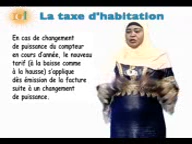 La taxe d'habitation
En cas de changement
de puissance du compteur
en cours d'année, le nouveau
tarif (à la baisse comme
à la hausse) s'applique
dès émission de la facture
suite à un changement
de puissance.